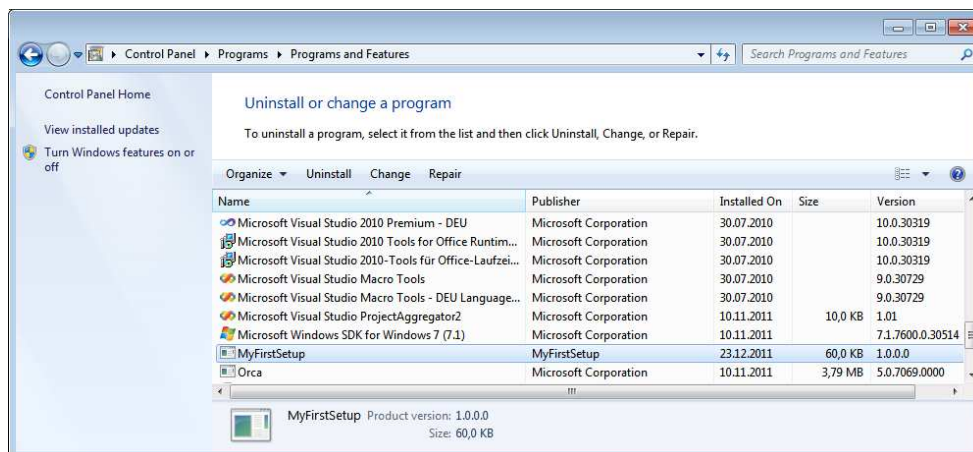 Control Panel Programs Programs and Features Search Programs and Features
Control Panel Home
View installed updates
Turn Windows features on or
off
Uninstall or change a program
To uninstall a program, select it from the list and then click Uninstall, Change, or Repair.
Organize Uninstall Change Repair
Name Publisher Installed On Size Version
Microsoft Visual Studio 2010 Premium - DEU Microsoft Corporation 30.07.2010 10.0.30319
Microsoft Visual Studio 2010 Tools for Office Runtim... Microsoft Corporation 30.07.2010 10.0.30319
Microsoft Visual Studio 2010-Tools für Office-Laufzei... Microsoft Corporation 30.07.2010 10.0.30319
Microsoft Visual Studio Macro Tools Microsoft Corporation 30.07.2010 9.0.30729
Microsoft Visual Studio Macro Tools - DEU Language... Microsoft Corporation 30.07.2010 9.0.30729
Microsoft Visual Studio ProjectAggregator2 Microsoft Corporation 10.11.2011 10,0 KB 1.01
Microsoft Windows SDK for Windows 7 (7.1) Microsoft Corporation 10.11.2011 7.1.7600.0.30514
MyFirstSetup MyFirstSetup 23.12.2011 60,0 KB 1.0.0.0
Orca Microsoft Corporation 10.11.2011 3,79 MB 5.0.7069.0000
MyFirstSetup Product version: 1.0.0.0
Size: 60,0 KB